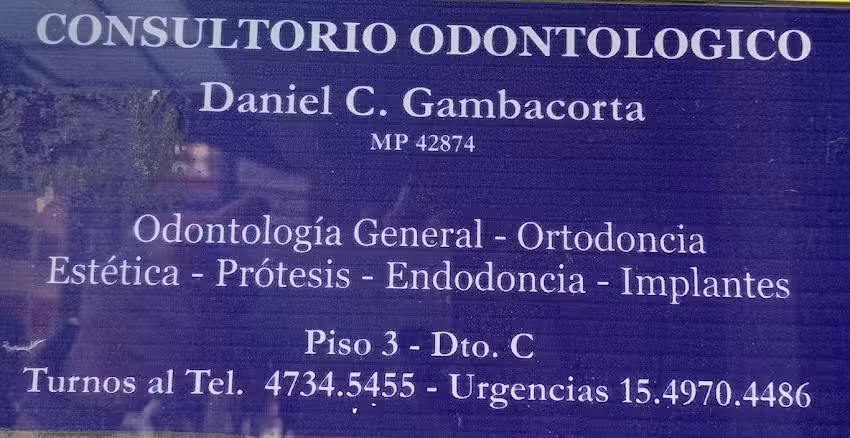 CONSULTORIO ODONTOLOGICO
Daniel C. Gambacorta
MP 42874
Odontología General - Ortodoncia
Estética - Prótesis - Endodoncia - Implantes
Piso 3 - Dto. C
Turnos al Tel. 4734.5455 - Urgencias 15.4970.4486